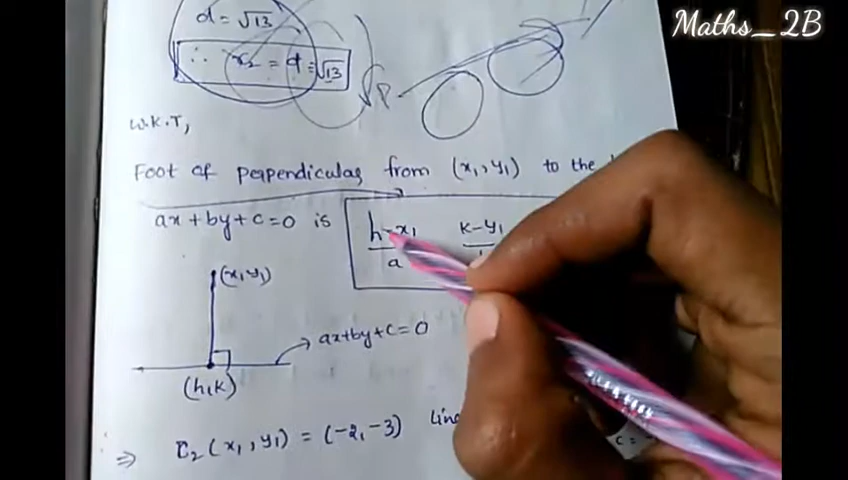 Maths_2B
d = √13
∴ r₂ = d = √13
P
W.K.T,
Foot of perpendicular from (x₁, y₁) to the
ax + by + c = 0 is
h - x₁ k - y₁
a
(x₁, y₁)
ax + by + c = 0
(h, k)
⇒ C₂ (x₁, y₁) = (-2, -3) Line
c =